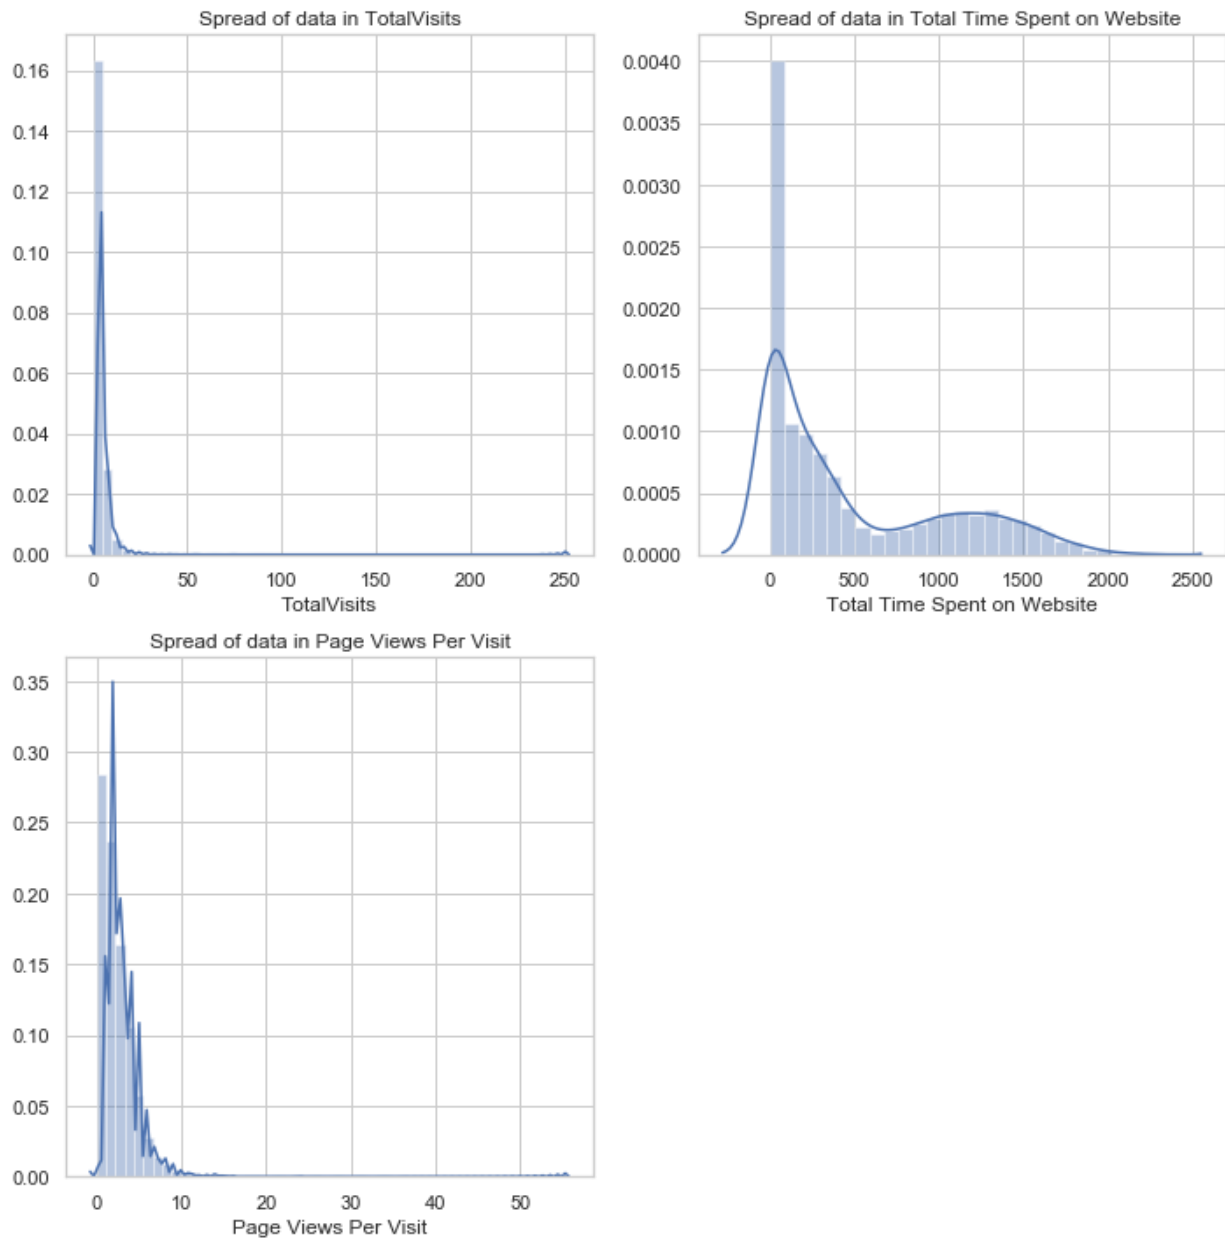 Spread of data in TotalVisits
0.16
0.14
0.12
0.10
0.08
0.06
0.04
0.02
0.00
0 50 100 150 200 250
TotalVisits
Spread of data in Total Time Spent on Website
0.0040
0.0035
0.0030
0.0025
0.0020
0.0015
0.0010
0.0005
0.0000
0 500 1000 1500 2000 2500
Total Time Spent on Website
Spread of data in Page Views Per Visit
0.35
0.30
0.25
0.20
0.15
0.10
0.05
0.00
0 10 20 30 40 50
Page Views Per Visit